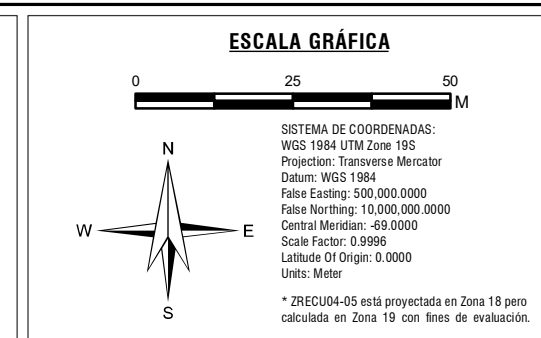 ESCALA GRÁFICA
0 25 50
M
SISTEMA DE COORDENADAS:
WGS 1984 UTM Zone 19S
Projection: Transverse Mercator
Datum: WGS 1984
False Easting: 500,000.0000
False Northing: 10,000,000.0000
Central Meridian: -69.0000
Scale Factor: 0.9996
Latitude Of Origin: 0.0000
Units: Meter
* ZRECU04-05 está proyectada en Zona 18 pero
calculada en Zona 19 con fines de evaluación.
N
W E
S